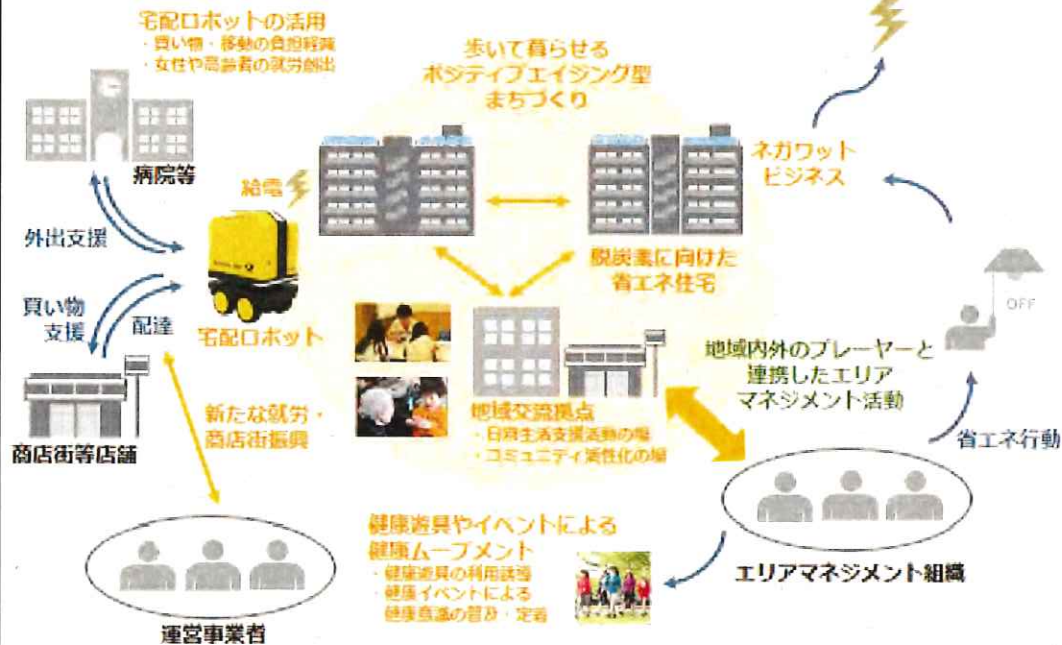 宅配ロボットの活用
・買い物・移動の負担軽減
・女性や高齢者の就労創出
歩いて暮らせる
ポジティブエイジング型
まちづくり
病院等
給電
ネガワット
ビジネス
外出支援
脱炭素に向けた
省エネ住宅
買い物
支援
配達
宅配ロボット
OFF
地域内外のプレーヤーと
連携したエリア
マネジメント活動
商店街等店舗
新たな就労・
商店街振興
地域交流拠点
・日常生活支援活動の場
・コミュニティ活性化の場
省エネ行動
健康遊具やイベントによる
健康ムーブメント
・健康遊具の利用誘導
・健康イベントによる
健康意識の普及・定着
エリアマネジメント組織
運営事業者